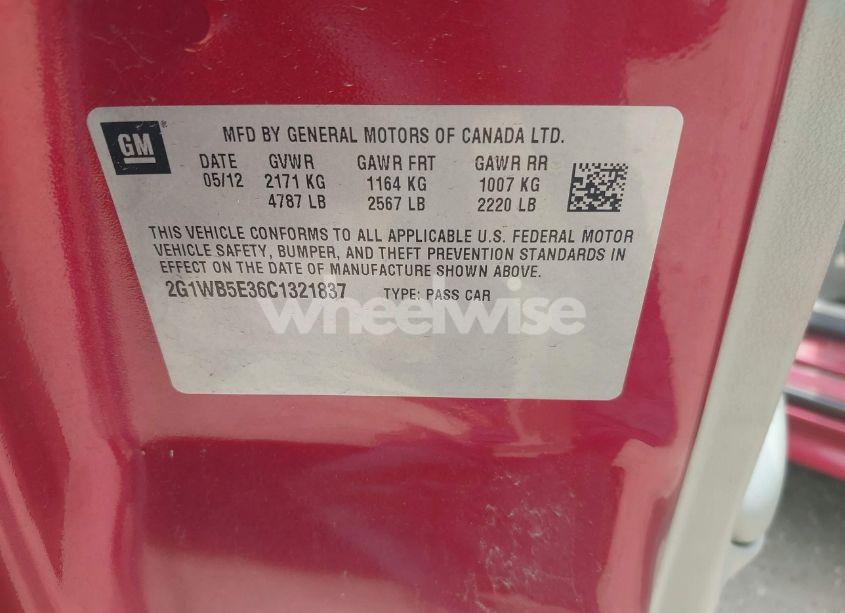 GM
MFD BY GENERAL MOTORS OF CANADA LTD.
DATE GVWR GAWR FRT GAWR RR
05/12 2171 KG 1164 KG 1007 KG
4787 LB 2567 LB 2220 LB
THIS VEHICLE CONFORMS TO ALL APPLICABLE U.S. FEDERAL MOTOR
VEHICLE SAFETY, BUMPER, AND THEFT PREVENTION STANDARDS IN
EFFECT ON THE DATE OF MANUFACTURE SHOWN ABOVE.
2G1WB5E36C1321837 TYPE: PASS CAR
wheelwise